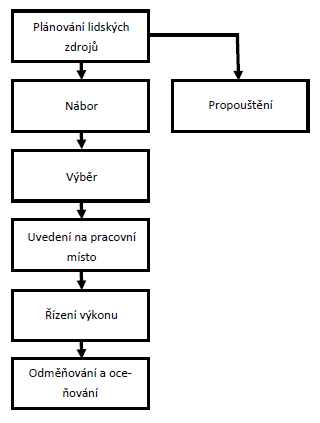 Plánování lidských
zdrojů
Nábor
Propouštění
Výběr
Uvedení na pracovní
místo
Řízení výkonu
Odměňování a oce-
ňování